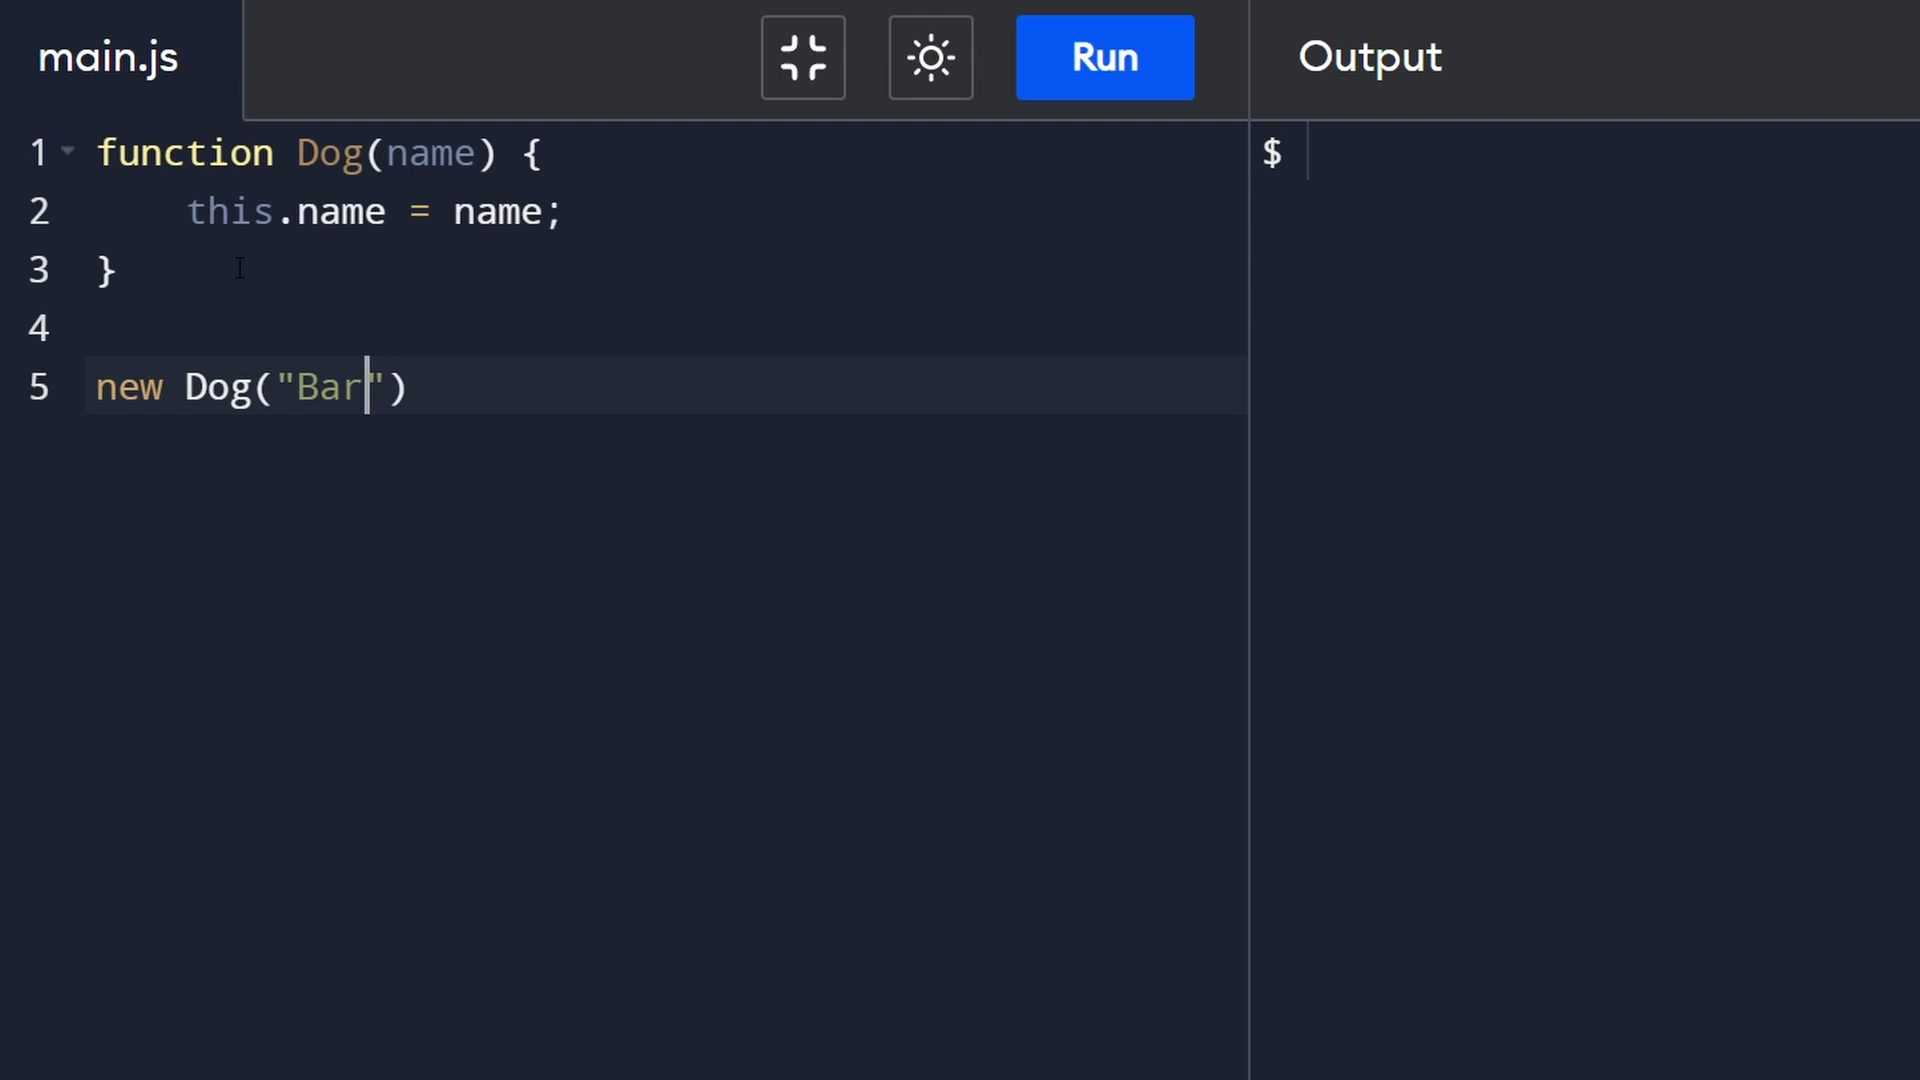 main.js
Run
Output
1 function Dog(name) {
2     this.name = name;
3 }
4
5 new Dog("Bar")
$